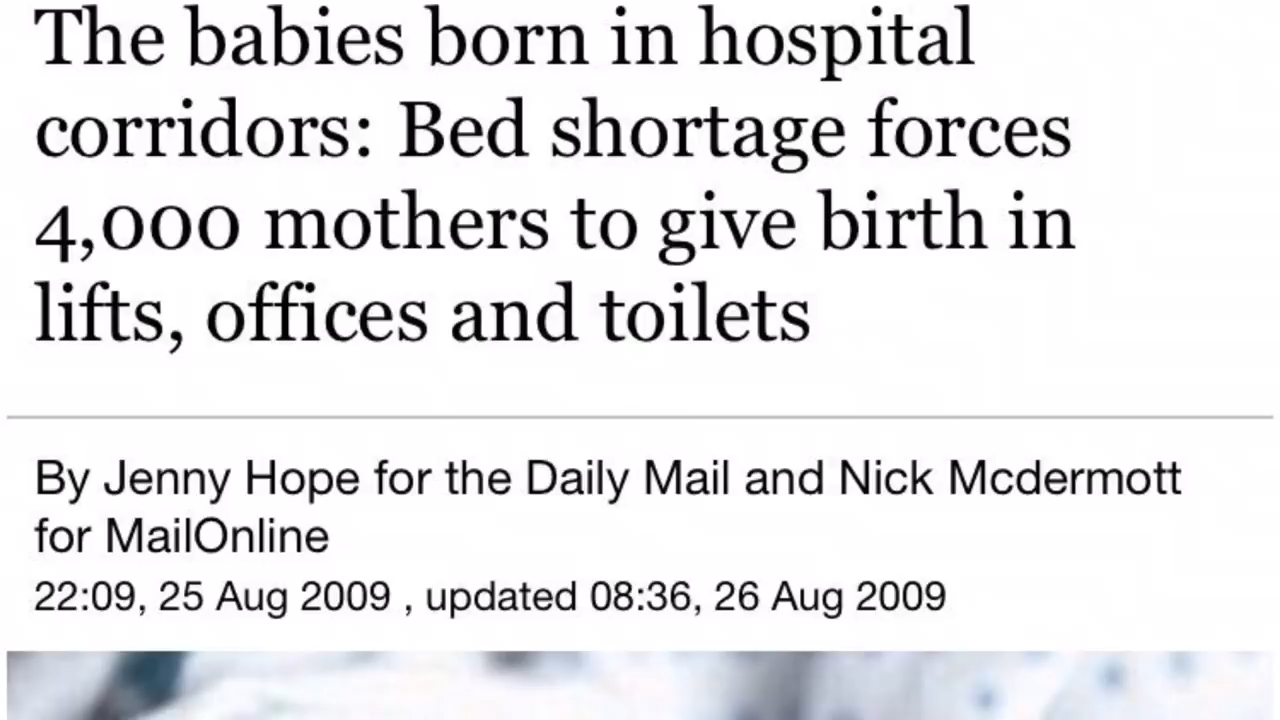 The babies born in hospital
corridors: Bed shortage forces
4,000 mothers to give birth in
lifts, offices and toilets
By Jenny Hope for the Daily Mail and Nick Mcdermott
for MailOnline
22:09, 25 Aug 2009 , updated 08:36, 26 Aug 2009